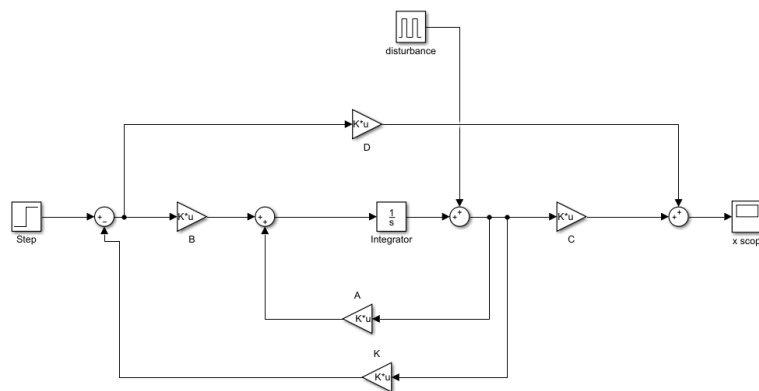 disturbance
K*u
D
Step
+
−
K*u
B
+
+
1
s
Integrator
+
+
K*u
C
+
+
x scop
A
K*u
K
K*u